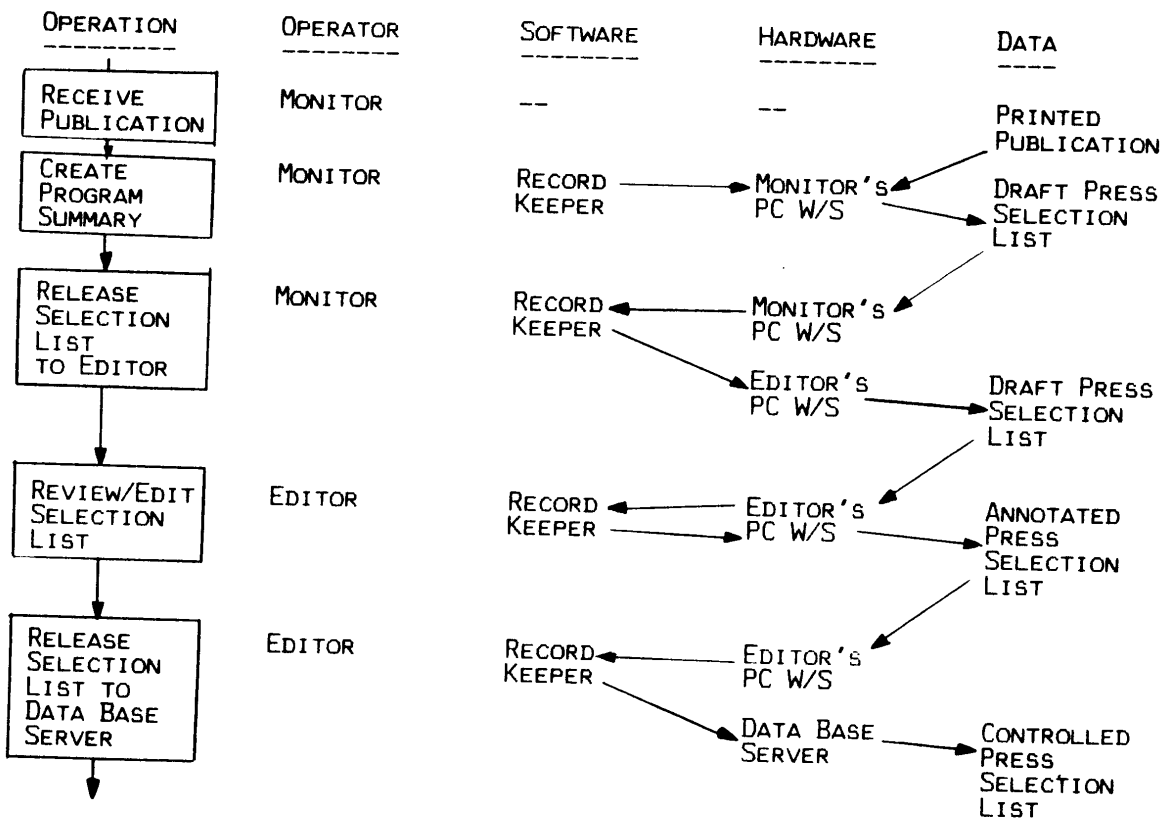 OPERATION OPERATOR SOFTWARE HARDWARE DATA
RECEIVE
PUBLICATION
MONITOR
--
--
PRINTED
PUBLICATION
CREATE
PROGRAM
SUMMARY
MONITOR
RECORD
KEEPER
MONITOR'S
PC W/S
DRAFT PRESS
SELECTION
LIST
RELEASE
SELECTION
LIST
TO EDITOR
MONITOR
RECORD
KEEPER
MONITOR'S
PC W/S
EDITOR'S
PC W/S
DRAFT PRESS
SELECTION
LIST
REVIEW/EDIT
SELECTION
LIST
EDITOR
RECORD
KEEPER
EDITOR'S
PC W/S
ANNOTATED
PRESS
SELECTION
LIST
RELEASE
SELECTION
LIST TO
DATA BASE
SERVER
EDITOR
RECORD
KEEPER
EDITOR'S
PC W/S
DATA BASE
SERVER
CONTROLLED
PRESS
SELECTION
LIST